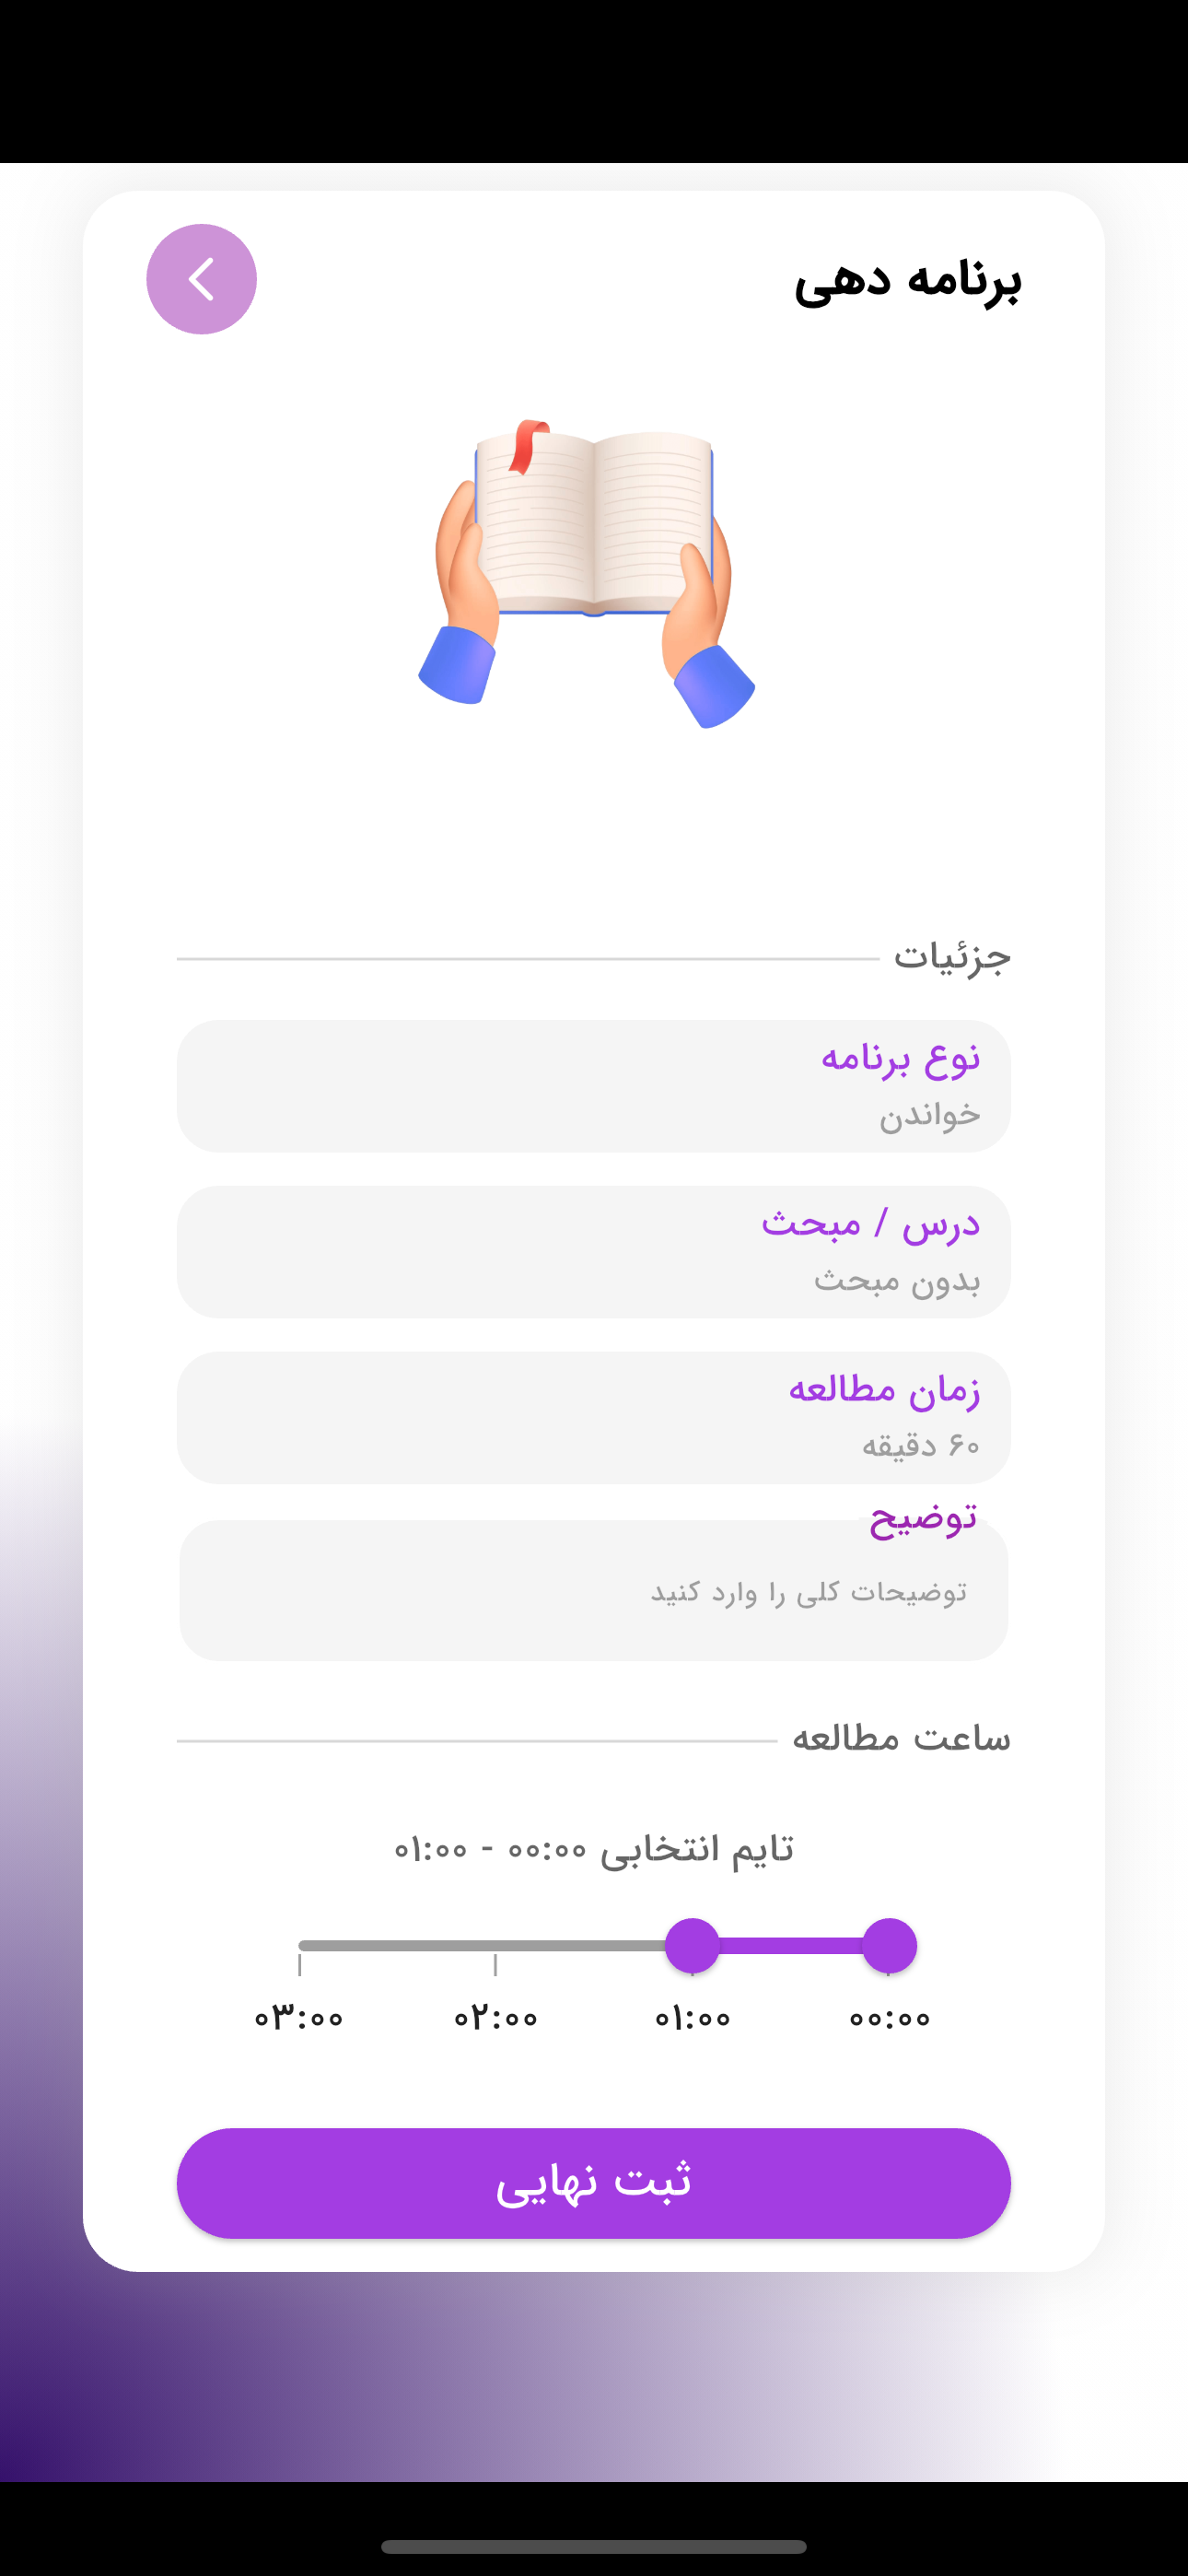 برنامه دهی
جزئیات
نوع برنامه
خواندن
درس / مبحث
بدون مبحث
زمان مطالعه
۶۰ دقیقه
توضیح
توضیحات کلی را وارد کنید
ساعت مطالعه
تایم انتخابی ۰۰:۰۰ - ۰۱:۰۰
۰۰:۰۰ ۰۱:۰۰ ۰۲:۰۰ ۰۳:۰۰
ثبت نهایی